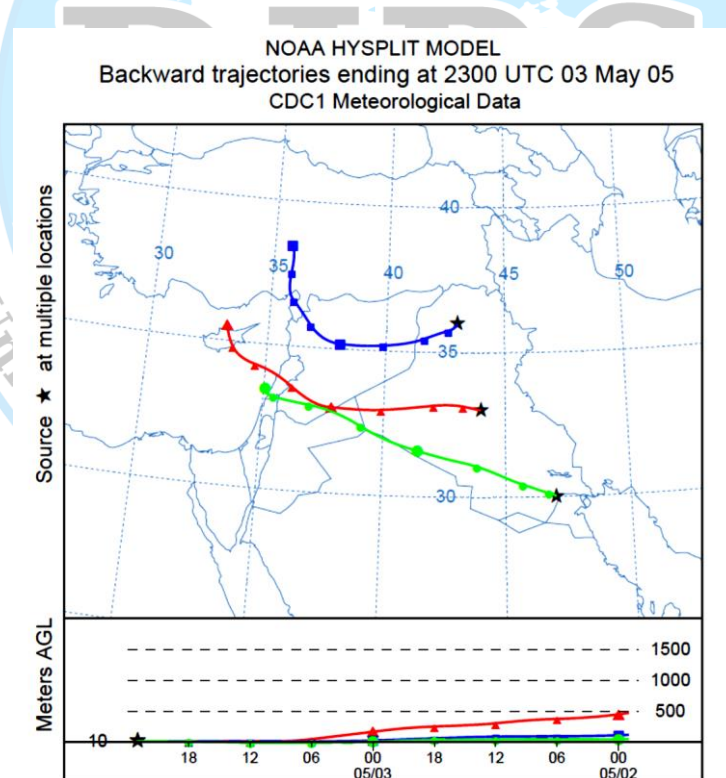 NOAA HYSPLIT MODEL
Backward trajectories ending at 2300 UTC 03 May 05
CDC1 Meteorological Data
Source ★ at multiple locations
40
30
35
40
45
50
35
30
Meters AGL
1500
1000
500
10
18 12 06 00 18 12 06 00
05/03 05/02